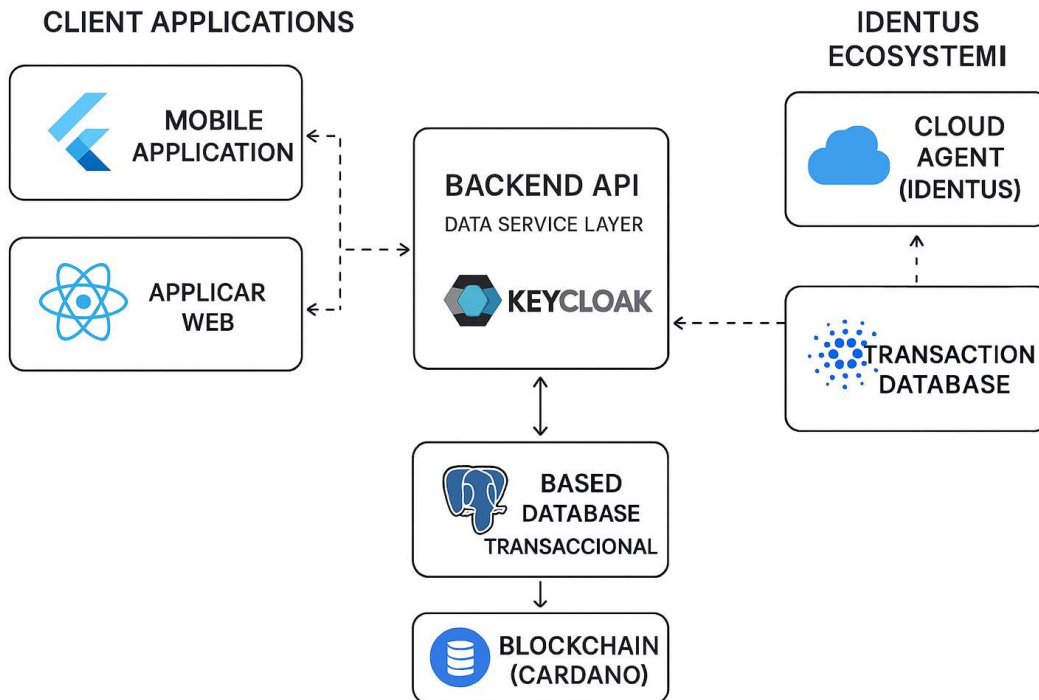 CLIENT APPLICATIONS
MOBILE
APPLICATION
APPLICAR
WEB
BACKEND API
DATA SERVICE LAYER
KEYCLOAK
BASED
DATABASE
TRANSACCIONAL
BLOCKCHAIN
(CARDANO)
IDENTUS
ECOSYSTEMI
CLOUD
AGENT
(IDENTUS)
TRANSACTION
DATABASE